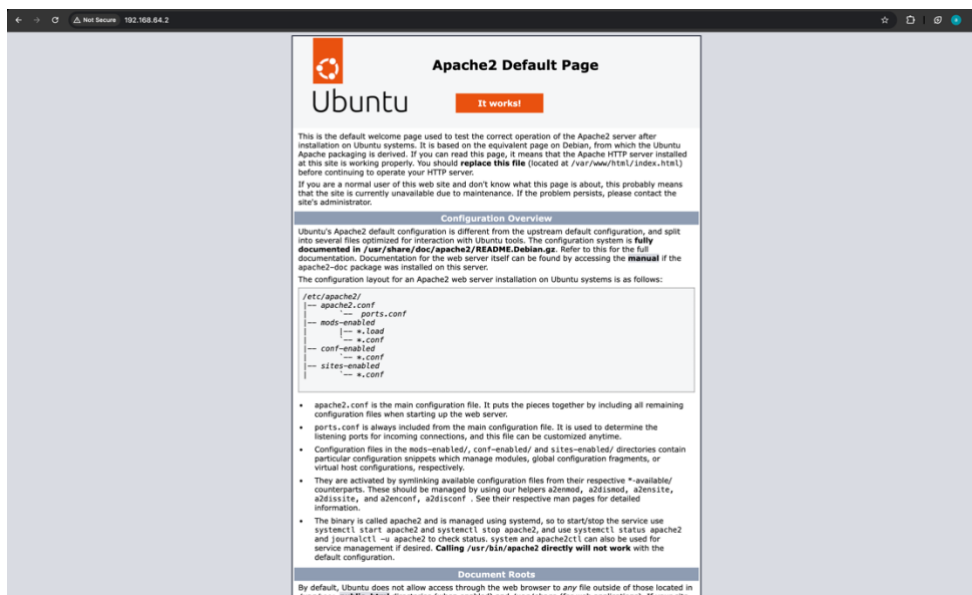 Not Secure 192.168.64.2
Apache2 Default Page
Ubuntu
It works!
This is the default welcome page used to test the correct operation of the Apache2 server after
installation on Ubuntu systems. It is based on the equivalent page on Debian, from which the Ubuntu
Apache packaging is derived. If you can read this page, it means that the Apache HTTP server installed
at this site is working properly. You should replace this file (located at /var/www/html/index.html)
before continuing to operate your HTTP server.
If you are a normal user of this web site and don't know what this page is about, this probably means
that the site is currently unavailable due to maintenance. If the problem persists, please contact the
site's administrator.
Configuration Overview
Ubuntu's Apache2 default configuration is different from the upstream default configuration, and split
into several files optimized for interaction with Ubuntu tools. The configuration system is fully
documented in /usr/share/doc/apache2/README.Debian.gz. Refer to this for the full
documentation. Documentation for the web server itself can be found by accessing the manual if the
apache2-doc package was installed on this server.
The configuration layout for an Apache2 web server installation on Ubuntu systems is as follows:
/etc/apache2/
|-- apache2.conf
|       `-- ports.conf
|-- mods-enabled
|       |-- *.load
|       `-- *.conf
|-- conf-enabled
|       `-- *.conf
|-- sites-enabled
|       `-- *.conf
• apache2.conf is the main configuration file. It puts the pieces together by including all remaining
configuration files when starting up the web server.
• ports.conf is always included from the main configuration file. It is used to determine the
listening ports for incoming connections, and this file can be customized anytime.
• Configuration files in the mods-enabled/, conf-enabled/ and sites-enabled/ directories contain
particular configuration snippets which manage modules, global configuration fragments, or
virtual host configurations, respectively.
• They are activated by symlinking available configuration files from their respective *-available/
counterparts. These should be managed by using our helpers a2enmod, a2dismod, a2ensite,
a2dissite, and a2enconf, a2disconf . See their respective man pages for detailed
information.
• The binary is called apache2 and is managed using systemd, so to start/stop the service use
systemctl start apache2 and systemctl stop apache2, and use systemctl status apache2
and journalctl -u apache2 to check status. system and apache2ctl can also be used for
service management if desired. Calling /usr/bin/apache2 directly will not work with the
default configuration.
Document Roots
By default, Ubuntu does not allow access through the web browser to any file outside of those located in